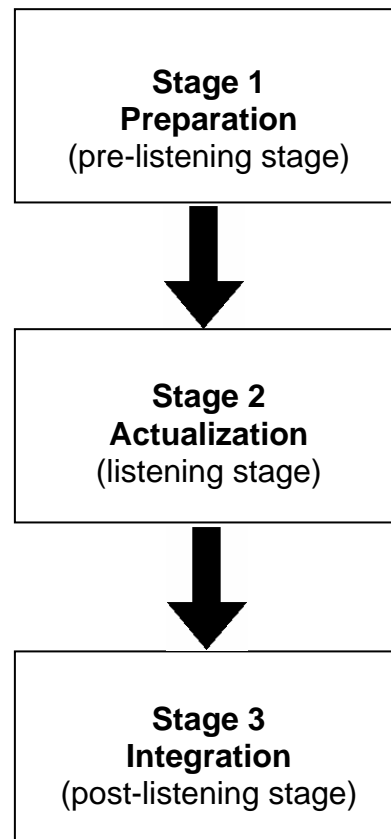 Stage 1
Preparation
(pre-listening stage)
Stage 2
Actualization
(listening stage)
Stage 3
Integration
(post-listening stage)